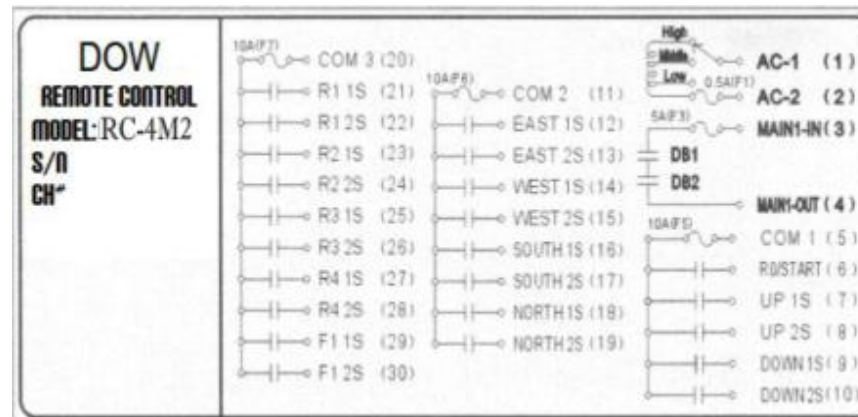 DOW
REMOTE CONTROL
MODEL:RC-4M2
S/N
CH#
10A(F7)
COM 3 (20)
R1 1S (21)
R1 2S (22)
R2 1S (23)
R2 2S (24)
R3 1S (25)
R3 2S (26)
R4 1S (27)
R4 2S (28)
F1 1S (29)
F1 2S (30)
10A(F6)
COM 2 (11)
EAST 1S (12)
EAST 2S (13)
WEST 1S (14)
WEST 2S (15)
SOUTH 1S (16)
SOUTH 2S (17)
NORTH 1S (18)
NORTH 2S (19)
High
Middle
Low
0.5A(F1)
AC-1 (1)
AC-2 (2)
5A(F3)
MAIN1-IN (3)
DB1
DB2
MAIN1-OUT (4)
10A(F5)
COM 1 (5)
R0/START (6)
UP 1S (7)
UP 2S (8)
DOWN 1S (9)
DOWN 2S (10)